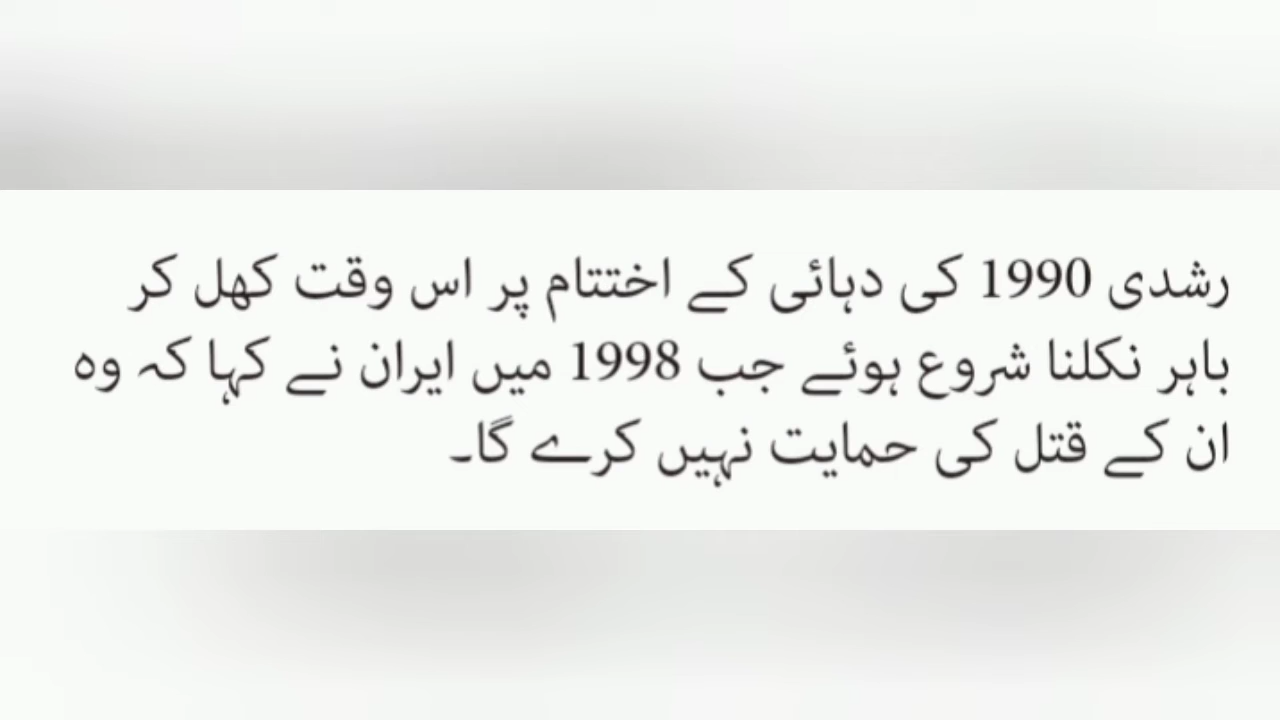 رشدی 1990 کی دہائی کے اختتام پر اس وقت کھل کر
باہر نکلنا شروع ہوئے جب 1998 میں ایران نے کہا کہ وہ
ان کے قتل کی حمایت نہیں کرے گا۔